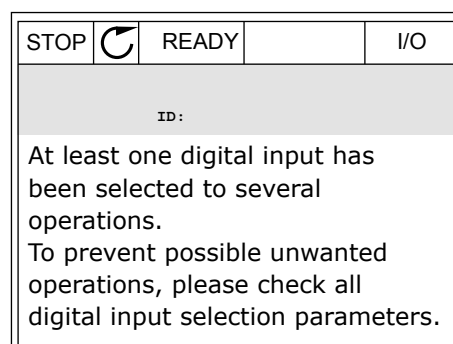 STOP READY I/O
ID:
At least one digital input has
been selected to several
operations.
To prevent possible unwanted
operations, please check all
digital input selection parameters.